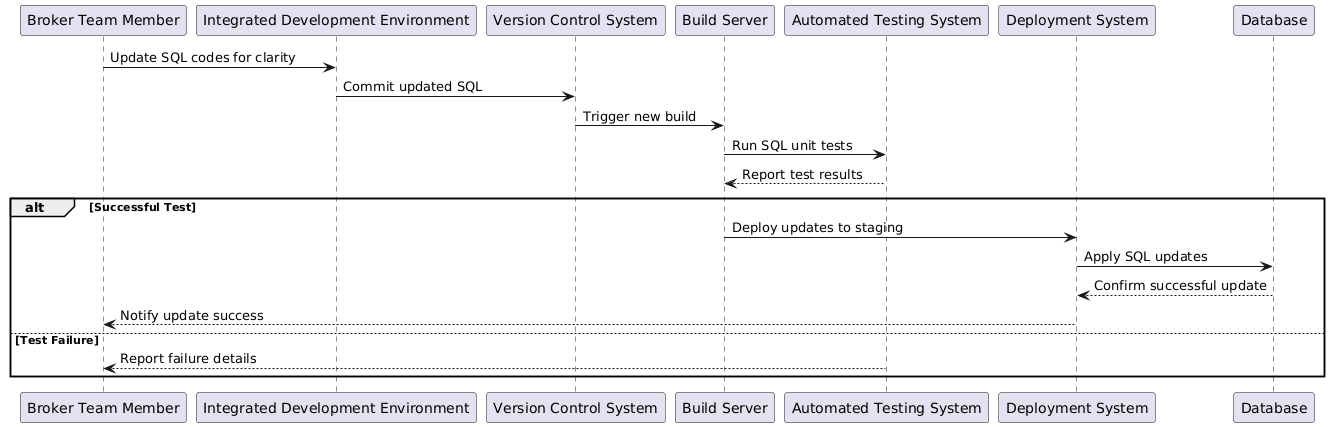 Broker Team Member Integrated Development Environment Version Control System Build Server Automated Testing System Deployment System Database
Update SQL codes for clarity
Commit updated SQL
Trigger new build
Run SQL unit tests
Report test results
alt [Successful Test]
Deploy updates to staging
Apply SQL updates
Confirm successful update
Notify update success
[Test Failure]
Report failure details
Broker Team Member Integrated Development Environment Version Control System Build Server Automated Testing System Deployment System Database